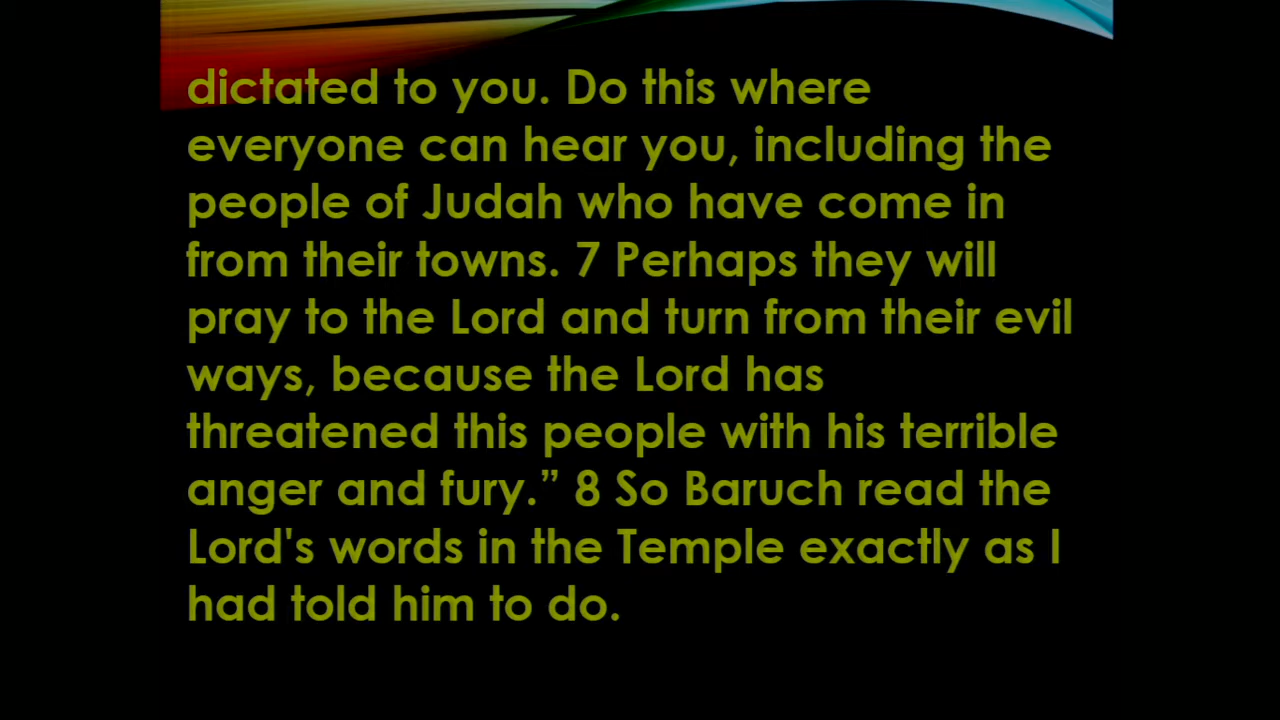 dictated to you. Do this where
everyone can hear you, including the
people of Judah who have come in
from their towns. 7 Perhaps they will
pray to the Lord and turn from their evil
ways, because the Lord has
threatened this people with his terrible
anger and fury.” 8 So Baruch read the
Lord's words in the Temple exactly as I
had told him to do.